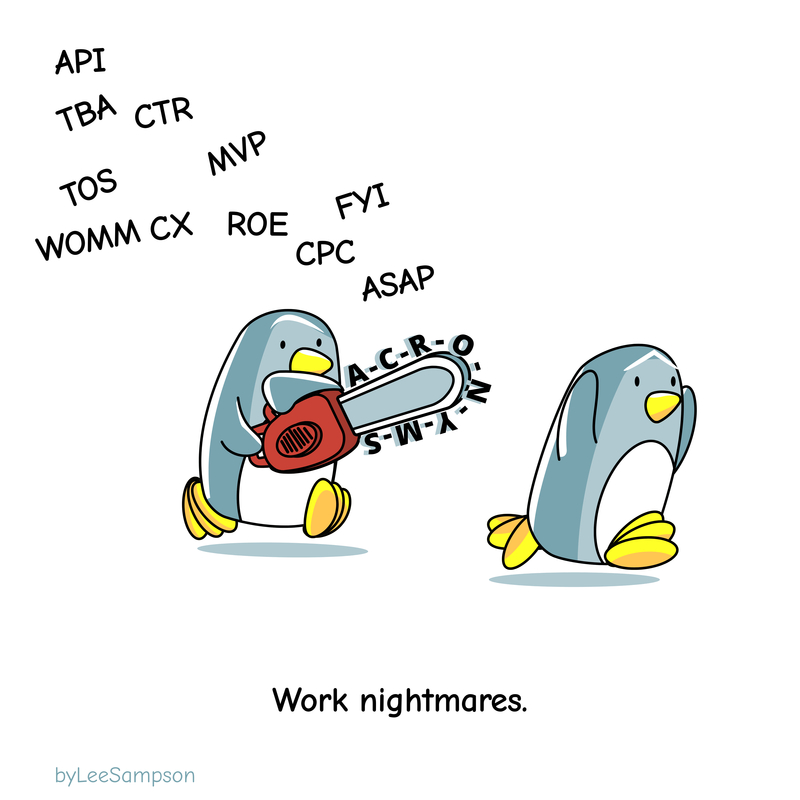 API
TBA CTR
MVP
TOS
FYI
WOMM CX ROE
CPC
ASAP
A-C-R-O-N-Y-M-S
Work nightmares.
byLeeSampson